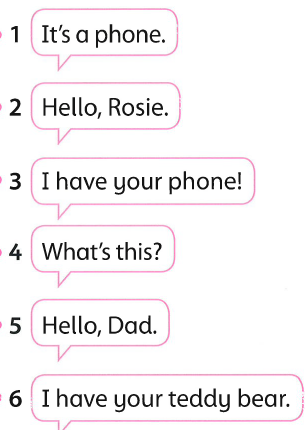 1 It's a phone.
2 Hello, Rosie.
3 I have your phone!
4 What's this?
5 Hello, Dad.
6 I have your teddy bear.